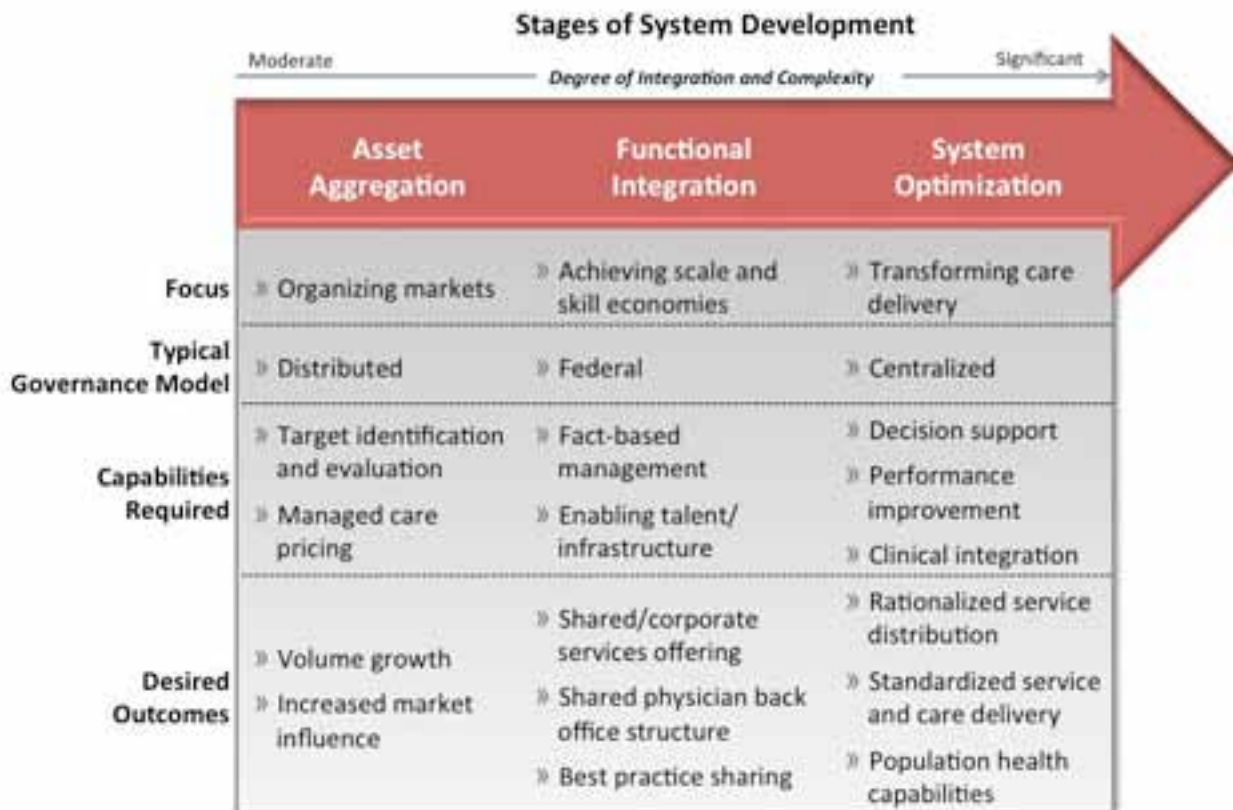 Stages of System Development
Moderate
Degree of Integration and Complexity
Significant
Asset
Aggregation
Functional
Integration
System
Optimization
Focus
» Organizing markets
» Achieving scale and
skill economies
» Transforming care
delivery
Typical
Governance Model
» Distributed
» Federal
» Centralized
Capabilities
Required
» Target identification
and evaluation
» Managed care
pricing
» Fact-based
management
» Enabling talent/
infrastructure
» Decision support
» Performance
improvement
» Clinical integration
Desired
Outcomes
» Volume growth
» Increased market
influence
» Shared/corporate
services offering
» Shared physician back
office structure
» Best practice sharing
» Rationalized service
distribution
» Standardized service
and care delivery
» Population health
capabilities